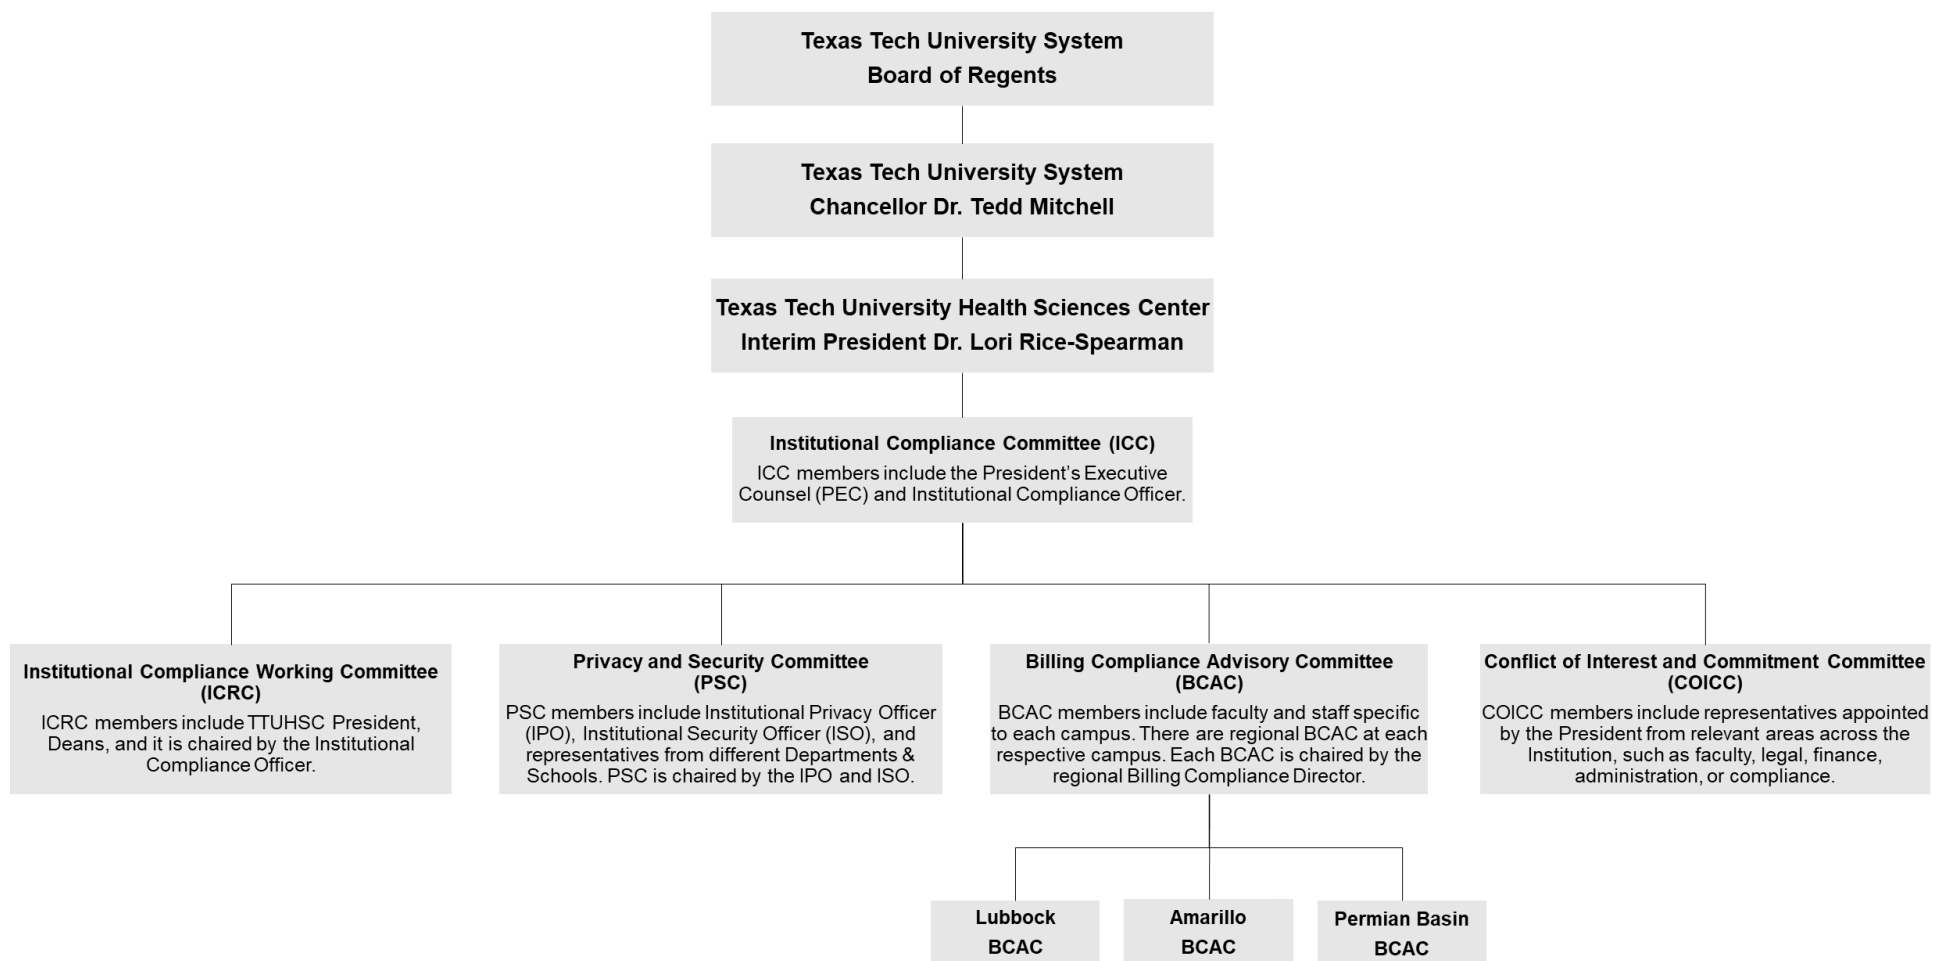 Texas Tech University System
Board of Regents
Texas Tech University System
Chancellor Dr. Tedd Mitchell
Texas Tech University Health Sciences Center
Interim President Dr. Lori Rice-Spearman
Institutional Compliance Committee (ICC)
ICC members include the President’s Executive
Counsel (PEC) and Institutional Compliance Officer.
Institutional Compliance Working Committee
(ICRC)
ICRC members include TTUHSC President,
Deans, and it is chaired by the Institutional
Compliance Officer.
Privacy and Security Committee
(PSC)
PSC members include Institutional Privacy Officer
(IPO), Institutional Security Officer (ISO), and
representatives from different Departments &
Schools. PSC is chaired by the IPO and ISO.
Billing Compliance Advisory Committee
(BCAC)
BCAC members include faculty and staff specific
to each campus. There are regional BCAC at each
respective campus. Each BCAC is chaired by the
regional Billing Compliance Director.
Conflict of Interest and Commitment Committee
(COICC)
COICC members include representatives appointed
by the President from relevant areas across the
Institution, such as faculty, legal, finance,
administration, or compliance.
Lubbock
BCAC
Amarillo
BCAC
Permian Basin
BCAC